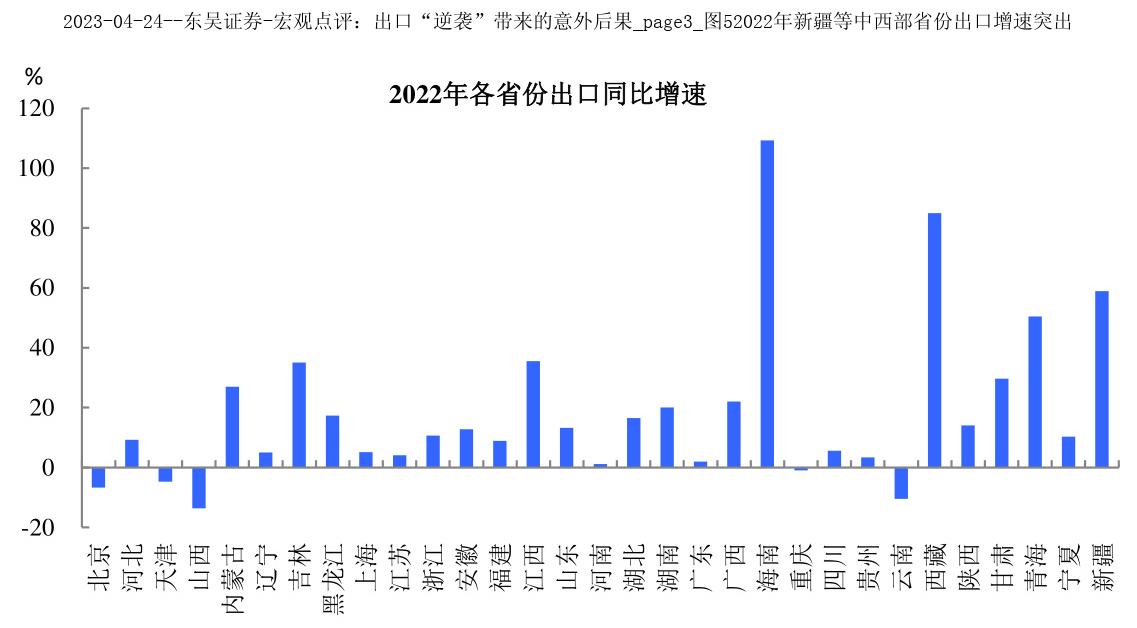 2023-04-24--东吴证券-宏观点评：出口“逆袭”带来的意外后果_page3_图52022年新疆等中西部省份出口增速突出
%
2022年各省份出口同比增速
120
100
80
60
40
20
0
-20
北京
河北
天津
山西
内蒙古
辽宁
吉林
黑龙江
上海
江苏
浙江
安徽
福建
江西
山东
河南
湖北
湖南
广东
广西
海南
重庆
四川
贵州
云南
西藏
陕西
甘肃
青海
宁夏
新疆